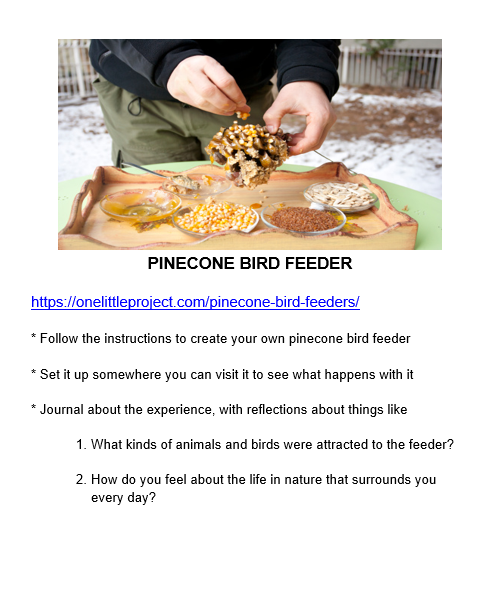 PINECONE BIRD FEEDER
https://onelittleproject.com/pinecone-bird-feeders/
* Follow the instructions to create your own pinecone bird feeder
* Set it up somewhere you can visit it to see what happens with it
* Journal about the experience, with reflections about things like
1. What kinds of animals and birds were attracted to the feeder?
2. How do you feel about the life in nature that surrounds you
every day?